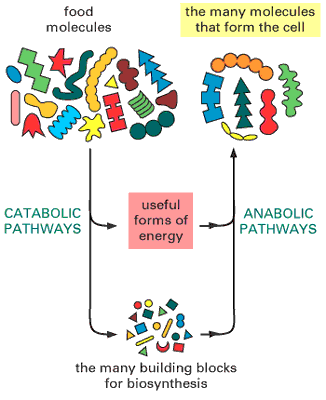 food
molecules
the many molecules
that form the cell
CATABOLIC
PATHWAYS
useful
forms of
energy
ANABOLIC
PATHWAYS
the many building blocks
for biosynthesis